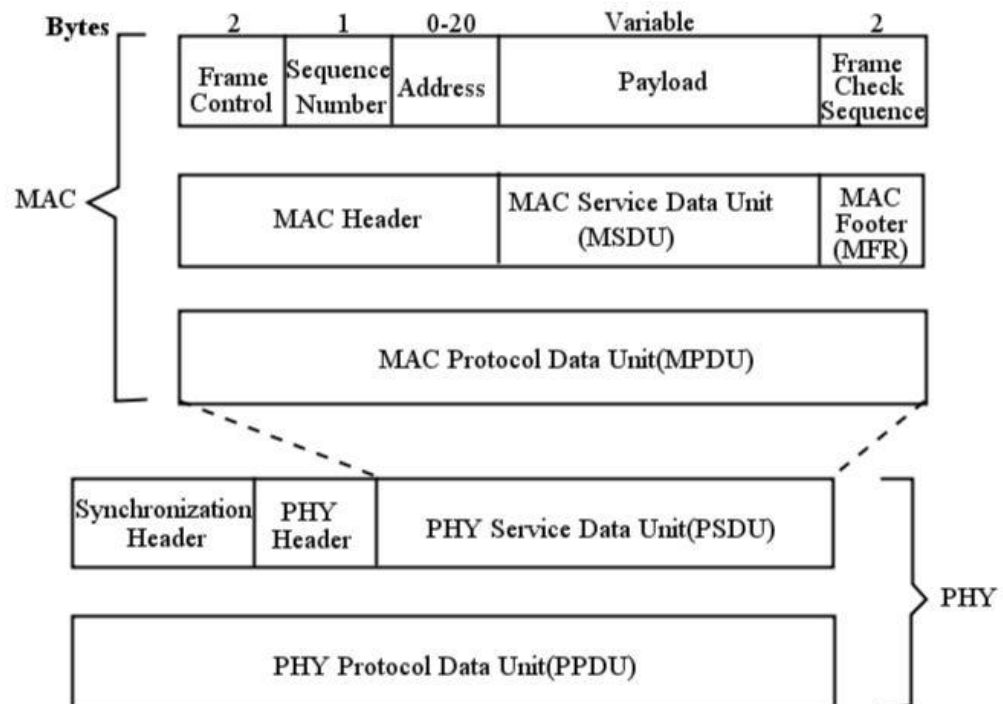 Bytes 2 1 0-20 Variable 2
Frame Control
Sequence Number
Address
Payload
Frame Check Sequence
MAC
MAC Header
MAC Service Data Unit
(MSDU)
MAC Footer (MFR)
MAC Protocol Data Unit(MPDU)
Synchronization Header
PHY Header
PHY Service Data Unit(PSDU)
PHY
PHY Protocol Data Unit(PPDU)